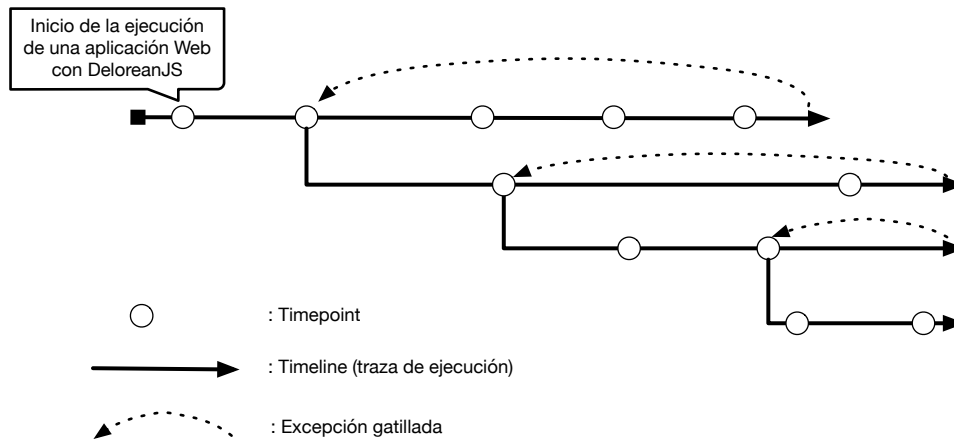 Inicio de la ejecución
de una aplicación Web
con DeloreanJS
: Timepoint
: Timeline (traza de ejecución)
: Excepción gatillada